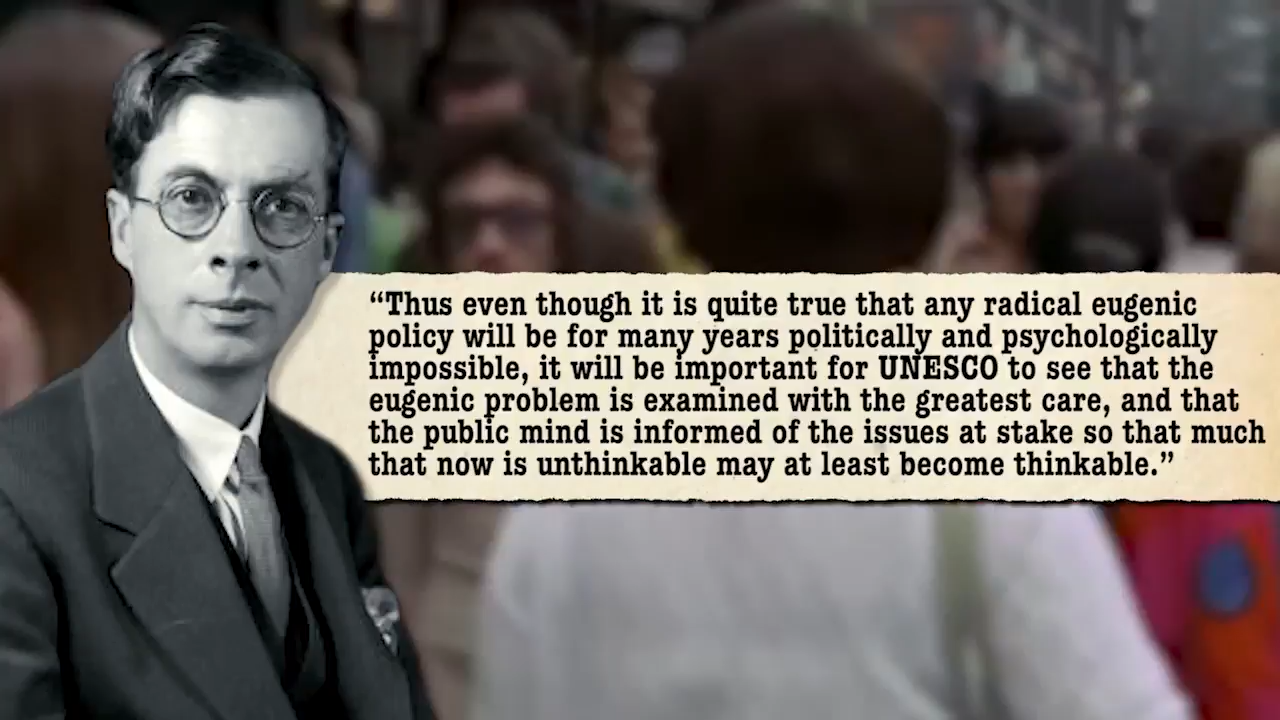 “Thus even though it is quite true that any radical eugenic
policy will be for many years politically and psychologically
impossible, it will be important for UNESCO to see that the
eugenic problem is examined with the greatest care, and that
the public mind is informed of the issues at stake so that much
that now is unthinkable may at least become thinkable.”